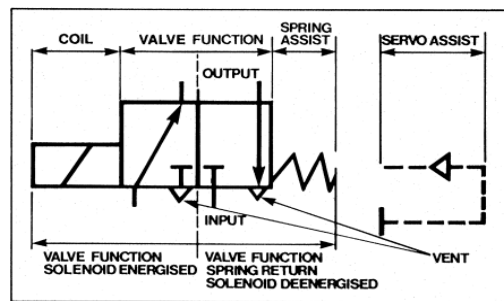 COIL
VALVE FUNCTION
SPRING
ASSIST
SERVO ASSIST
OUTPUT
INPUT
VENT
VALVE FUNCTION
SOLENOID ENERGISED
VALVE FUNCTION
SPRING RETURN
SOLENOID DEENERGISED